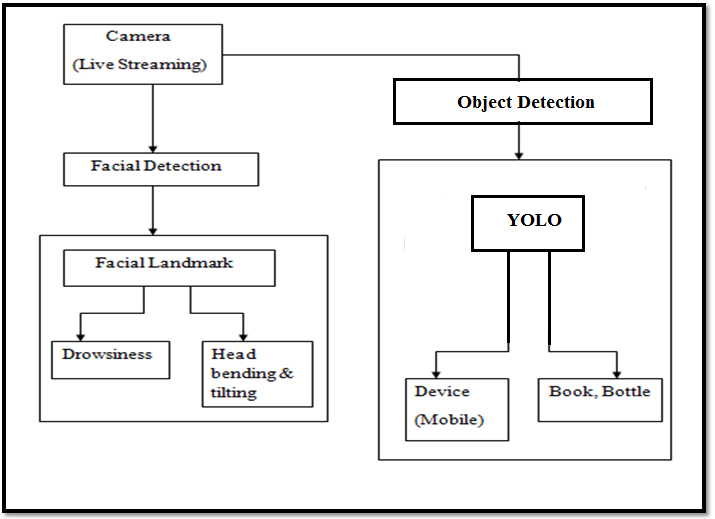 Camera
(Live Streaming)
Object Detection
Facial Detection
YOLO
Facial Landmark
Drowsiness
Head
bending &
tilting
Device
(Mobile)
Book, Bottle